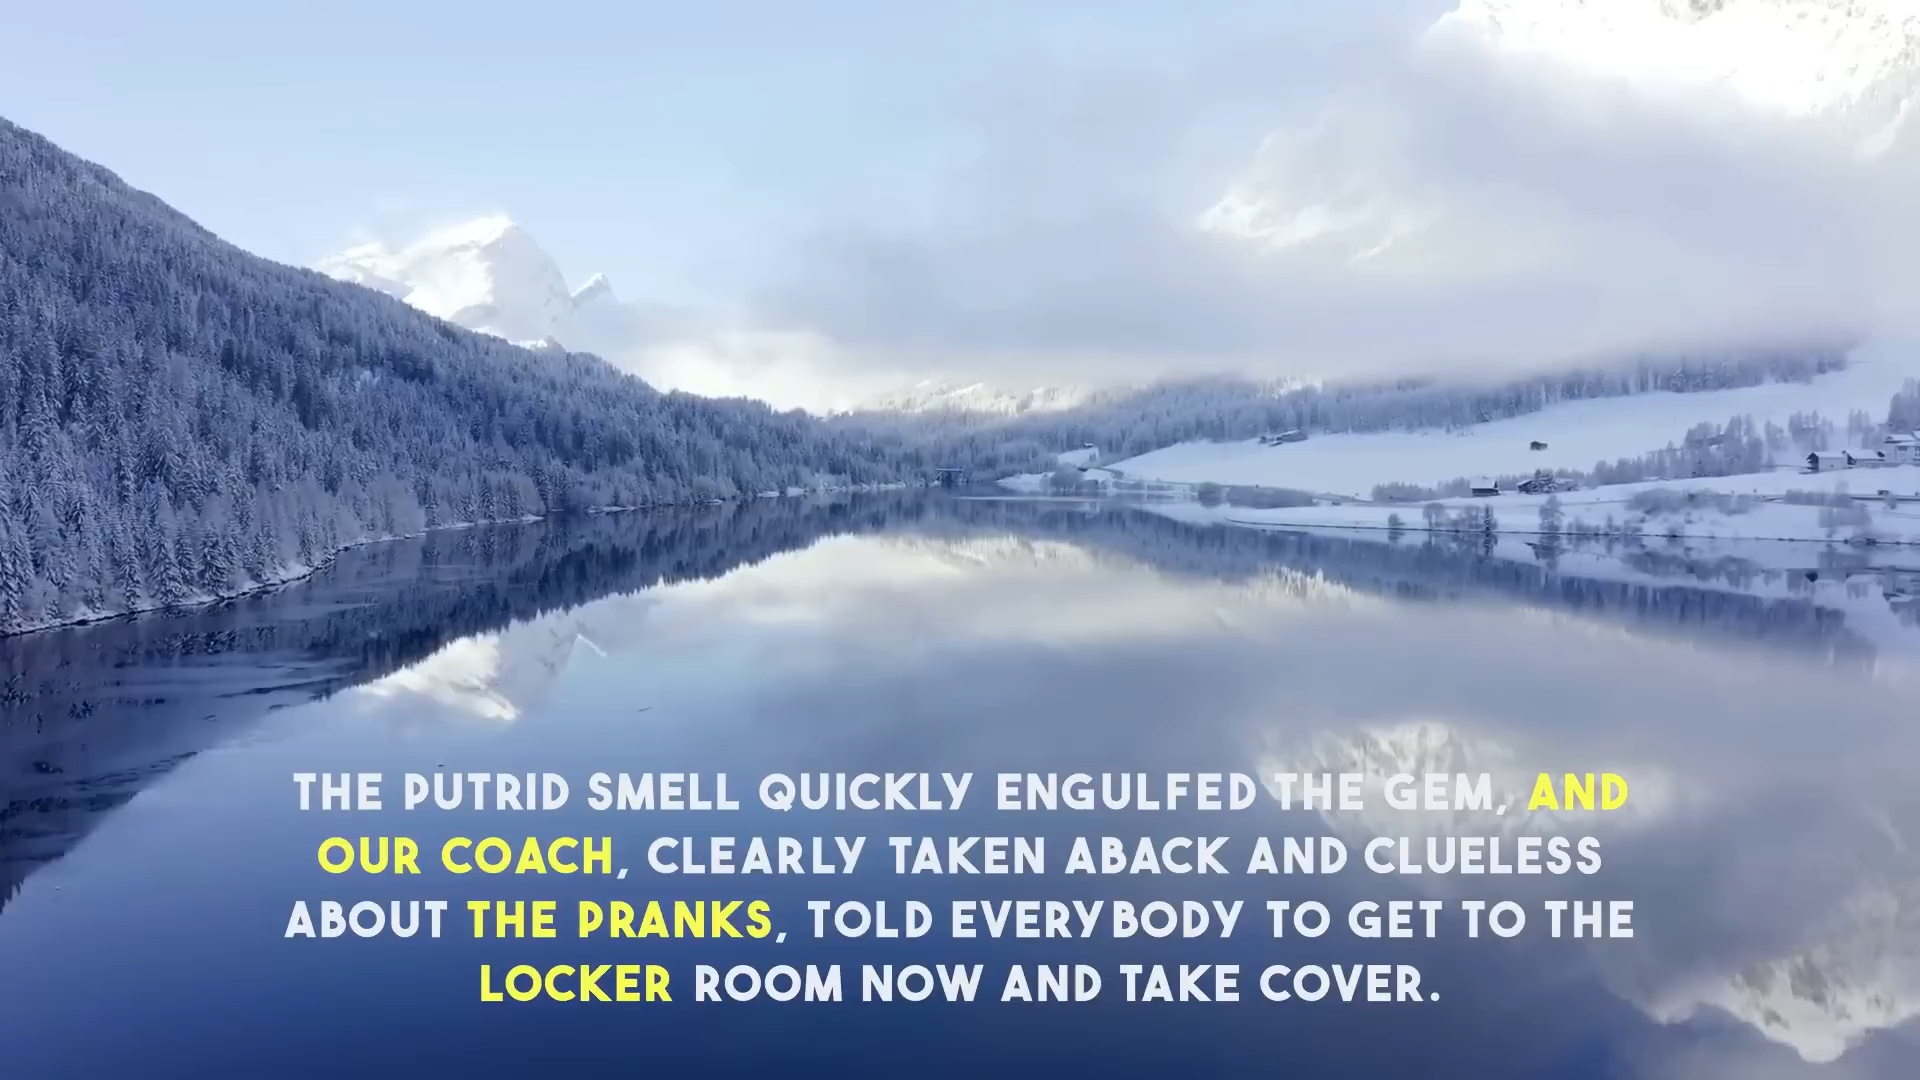 THE PUTRID SMELL QUICKLY ENGULFED THE GEM, AND
OUR COACH, CLEARLY TAKEN ABACK AND CLUELESS
ABOUT THE PRANKS, TOLD EVERYBODY TO GET TO THE
LOCKER ROOM NOW AND TAKE COVER.